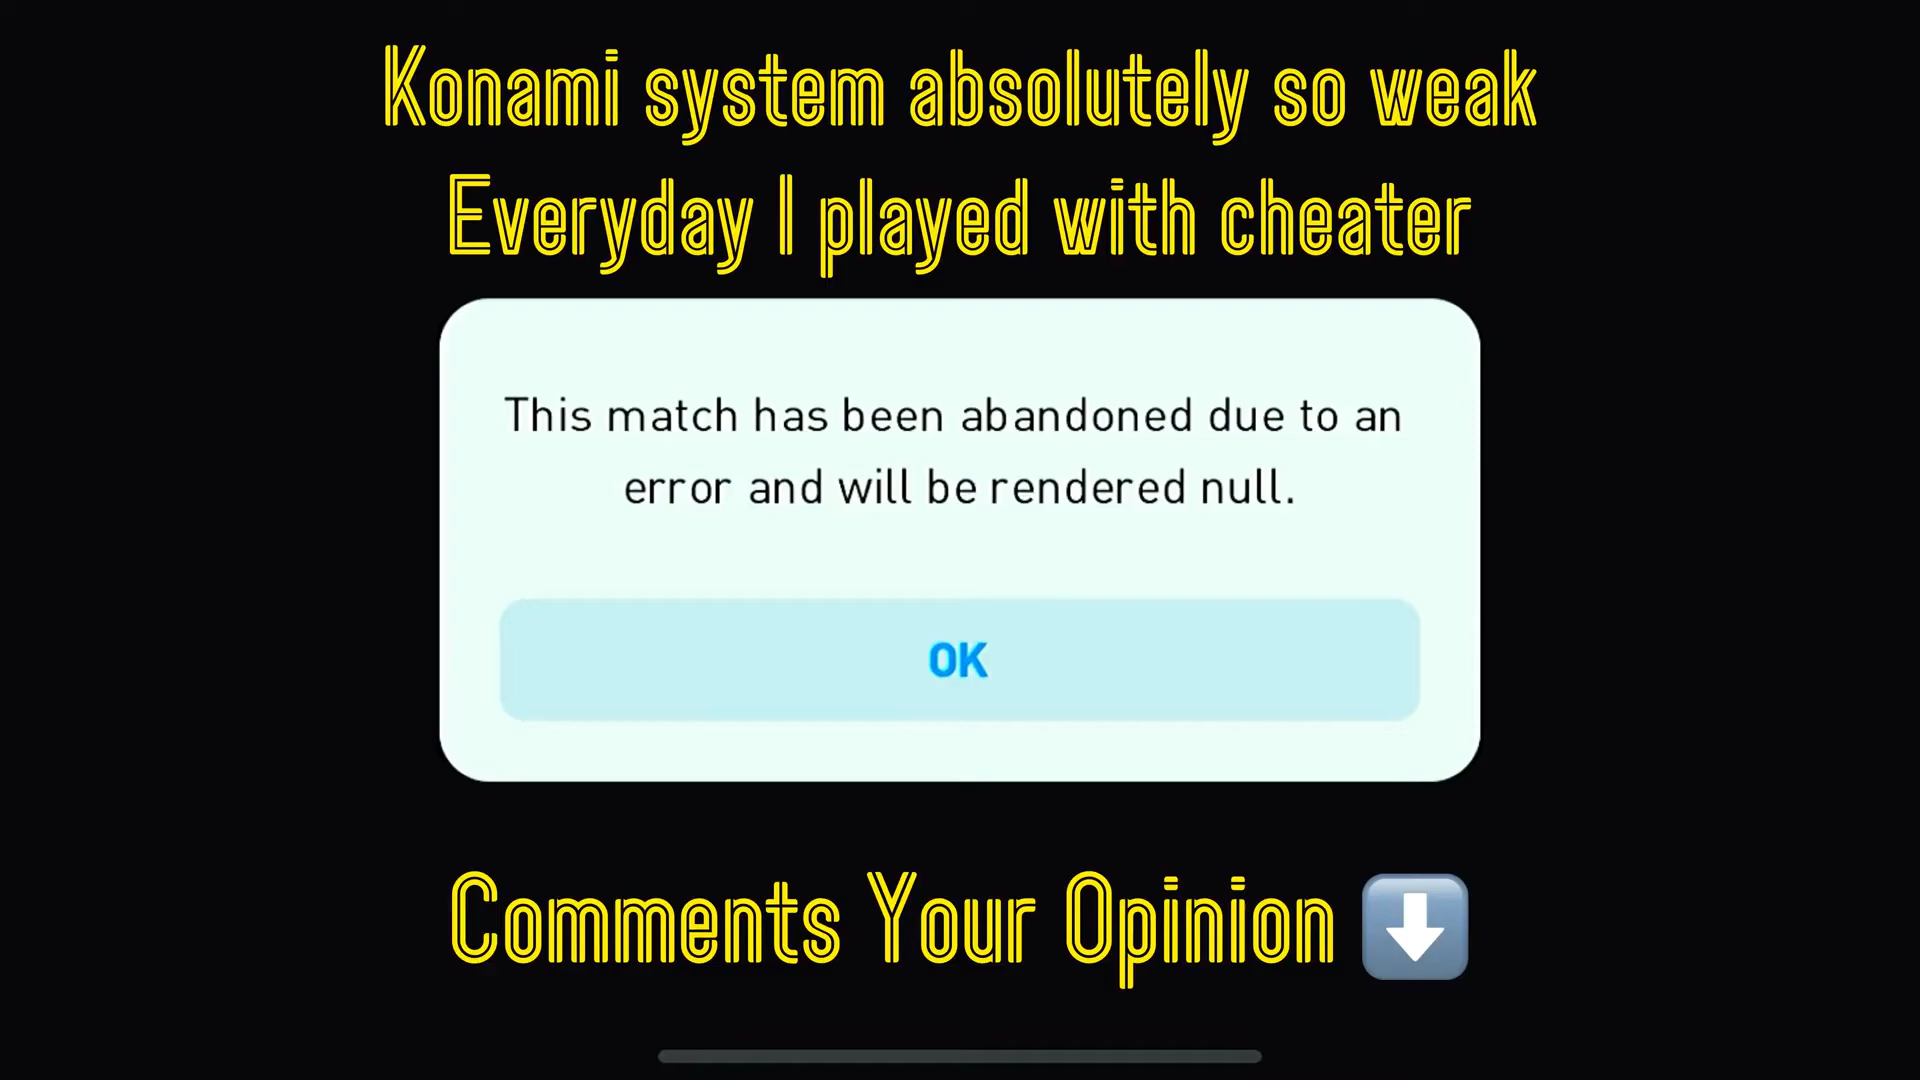 Konami system absolutely so weak
Everyday I played with cheater
This match has been abandoned due to an
error and will be rendered null.
OK
Comments Your Opinion ⬇️